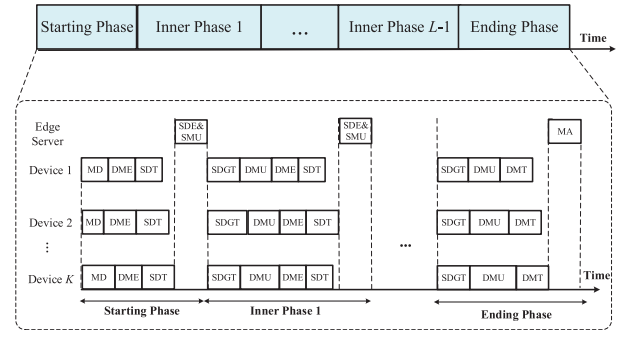 Starting Phase Inner Phase 1 ... Inner Phase L-1 Ending Phase
Time
Edge Server SDE& SMU SDE& SMU MA
Device 1 MD DME SDT SDGT DMU DME SDT SDGT DMU DMT
Device 2 MD DME SDT SDGT DMU DME SDT SDGT DMU DMT
⋮ ...
Device K MD DME SDT SDGT DMU DME SDT SDGT DMU DMT
Time
Starting Phase Inner Phase 1 Ending Phase